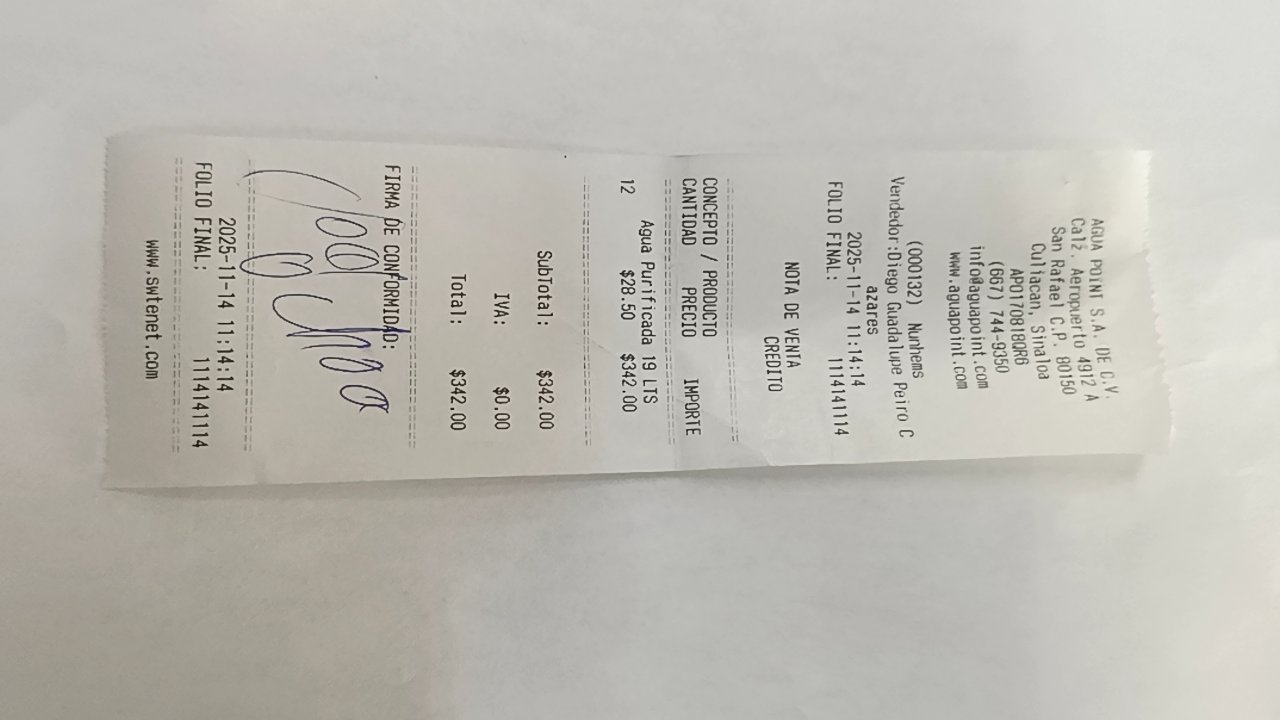 AGUA POINT S.A. DE C.V.
Calz. Aeropuerto 4912 A
San Rafael C.P. 80150
Culiacan, Sinaloa
APO170818QR6
(667) 744-9350
info@aguapoint.com
www.aguapoint.com
(000132) Nunhems
Vendedor:Diego Guadalupe Peiro C
azares
2025-11-14 11:14:14
FOLIO FINAL: 1114141114
NOTA DE VENTA
CREDITO
CONCEPTO / PRODUCTO
CANTIDAD PRECIO IMPORTE
Agua Purificada 19 LTS
12 $28.50 $342.00
SubTotal: $342.00
IVA: $0.00
Total: $342.00
FIRMA DE CONFORMIDAD:
2025-11-14 11:14:14
FOLIO FINAL: 1114141114
www.swtenet.com